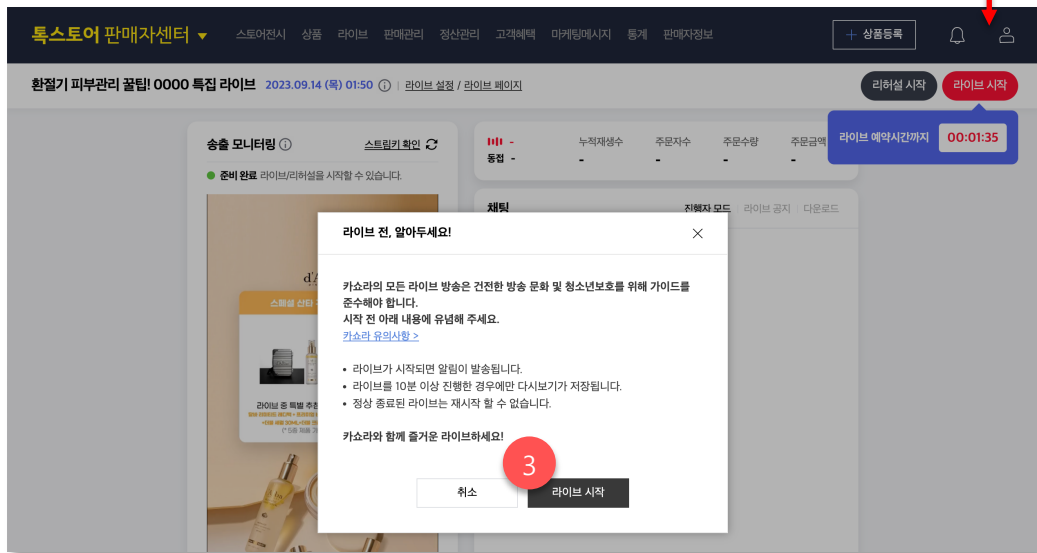 톡스토어 판매자센터 ▼ 스토어전시 상품 라이브 판매관리 정산관리 고객혜택 마케팅메시지 통계 판매자정보 + 상품등록
환절기 피부관리 꿀팁! 0000 특집 라이브 2023.09.14 (목) 01:50 라이브 설정 / 라이브 페이지 리허설 시작 라이브 시작
라이브 예약시간까지 00:01:35
송출 모니터링 스트림키 확인
준비 완료 라이브/리허설을 시작할 수 있습니다.
- 누적재생수 주문자수 주문수량 주문금액
동접 - - - - -
채팅 진행자 모드 라이브 공지 다운로드
스페셜 산타
라이브 중 특별 추첨
라이브 전, 알아두세요!
카쇼라의 모든 라이브 방송은 건전한 방송 문화 및 청소년보호를 위해 가이드를
준수해야 합니다.
시작 전 아래 내용에 유념해 주세요.
카쇼라 유의사항 >
• 라이브가 시작되면 알림이 발송됩니다.
• 라이브를 10분 이상 진행한 경우에만 다시보기가 저장됩니다.
• 정상 종료된 라이브는 재시작 할 수 없습니다.
카쇼라와 함께 즐거운 라이브하세요!
3
취소 라이브 시작